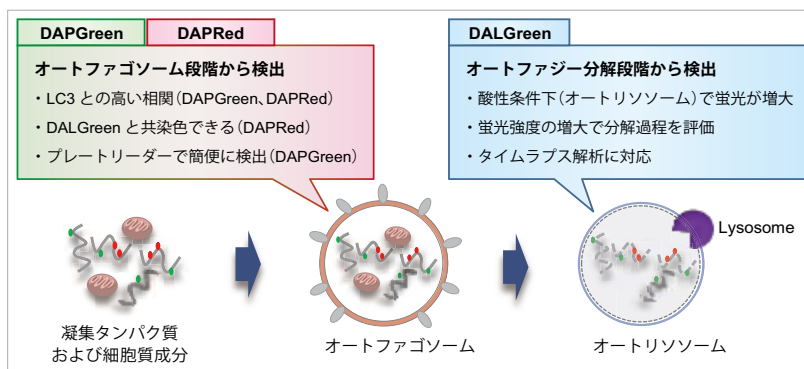 DAPGreen
DAPRed
オートファゴソーム段階から検出
・LC3 との高い相関(DAPGreen、DAPRed)
・DALGreen と共染色できる(DAPRed)
・プレートリーダーで簡便に検出(DAPGreen)
DALGreen
オートファジー分解段階から検出
・酸性条件下(オートリソソーム)で蛍光が増大
・蛍光強度の増大で分解過程を評価
・タイムラプス解析に対応
Lysosome
凝集タンパク質
および細胞質成分
オートファゴソーム
オートリソソーム